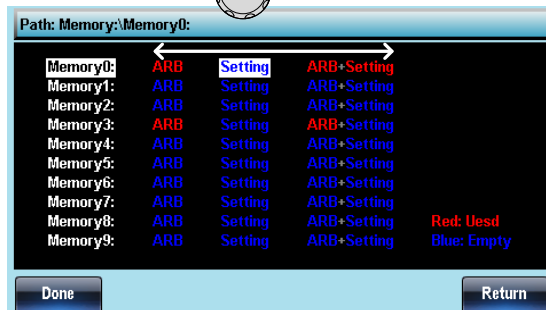 Path: Memory:\Memory0:
Memory0: ARB Setting ARB+Setting
Memory1: ARB Setting ARB+Setting
Memory2: ARB Setting ARB+Setting
Memory3: ARB Setting ARB+Setting
Memory4: ARB Setting ARB+Setting
Memory5: ARB Setting ARB+Setting
Memory6: ARB Setting ARB+Setting
Memory7: ARB Setting ARB+Setting
Memory8: ARB Setting ARB+Setting Red: Uesd
Memory9: ARB Setting ARB+Setting Blue: Empty
Done Return